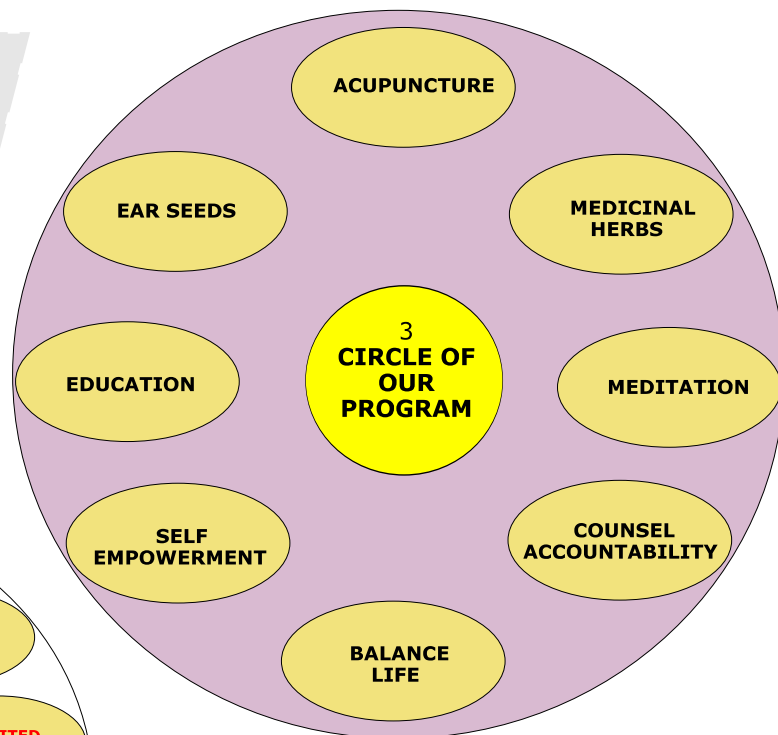 ACUPUNCTURE
EAR SEEDS
MEDICINAL
HERBS
3
CIRCLE OF
OUR
PROGRAM
EDUCATION
MEDITATION
SELF
EMPOWERMENT
COUNSEL
ACCOUNTABILITY
BALANCE
LIFE